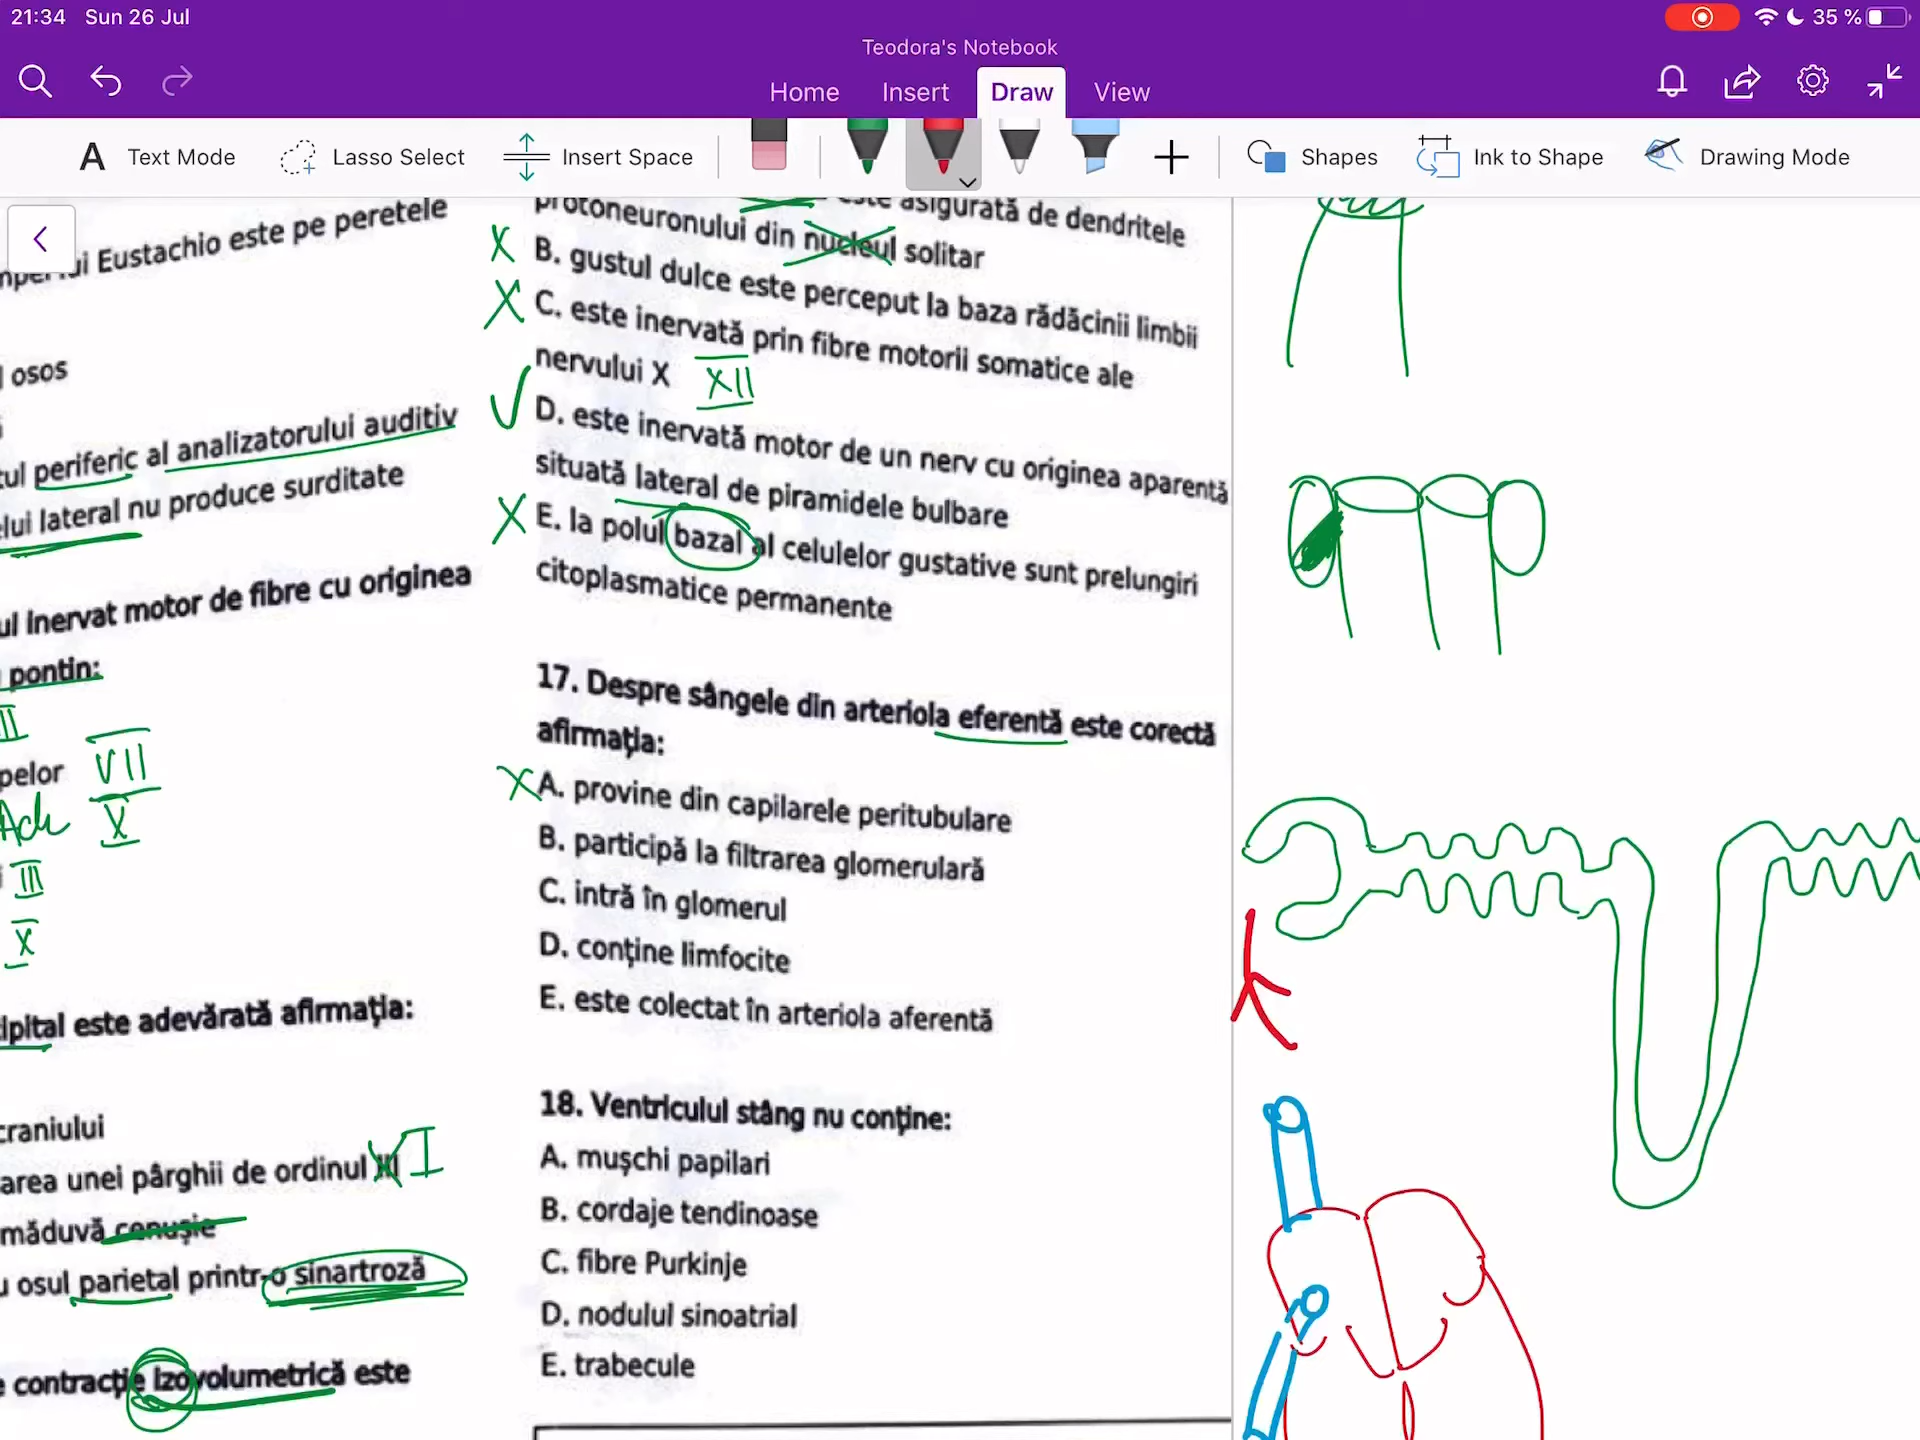 21:34 Sun 26 Jul
35 %
Teodora's Notebook
Home Insert Draw View
A Text Mode Lasso Select Insert Space Shapes Ink to Shape Drawing Mode
ui Eustachio este pe peretele
osos
periferic al analizatorului auditiv
lateral nu produce surditate
inervat motor de fibre cu originea
pontin:
II
VII
X
III
X
este adevărată afirmația:
craniului
unei pârghii de ordinul III I
măduvă cenușie
osul parietal printr-o sinartroză
contracție izovolumetrică este
este asigurată de dendritele
protoneuronului din nucleul solitar
X B. gustul dulce este perceput la baza rădăcinii limbii
X C. este inervată prin fibre motorii somatice ale
nervului X XII
D. este inervată motor de un nerv cu originea aparentă
situată lateral de piramidele bulbare
X E. la polul bazal al celulelor gustative sunt prelungiri
citoplasmatice permanente
17. Despre sângele din arteriola eferentă este corectă
afirmația:
X A. provine din capilarele peritubulare
B. participă la filtrarea glomerulară
C. intră în glomerul
D. conține limfocite
E. este colectat în arteriola aferentă
18. Ventriculul stâng nu conține:
A. mușchi papilari
B. cordaje tendinoase
C. fibre Purkinje
D. nodulul sinoatrial
E. trabecule